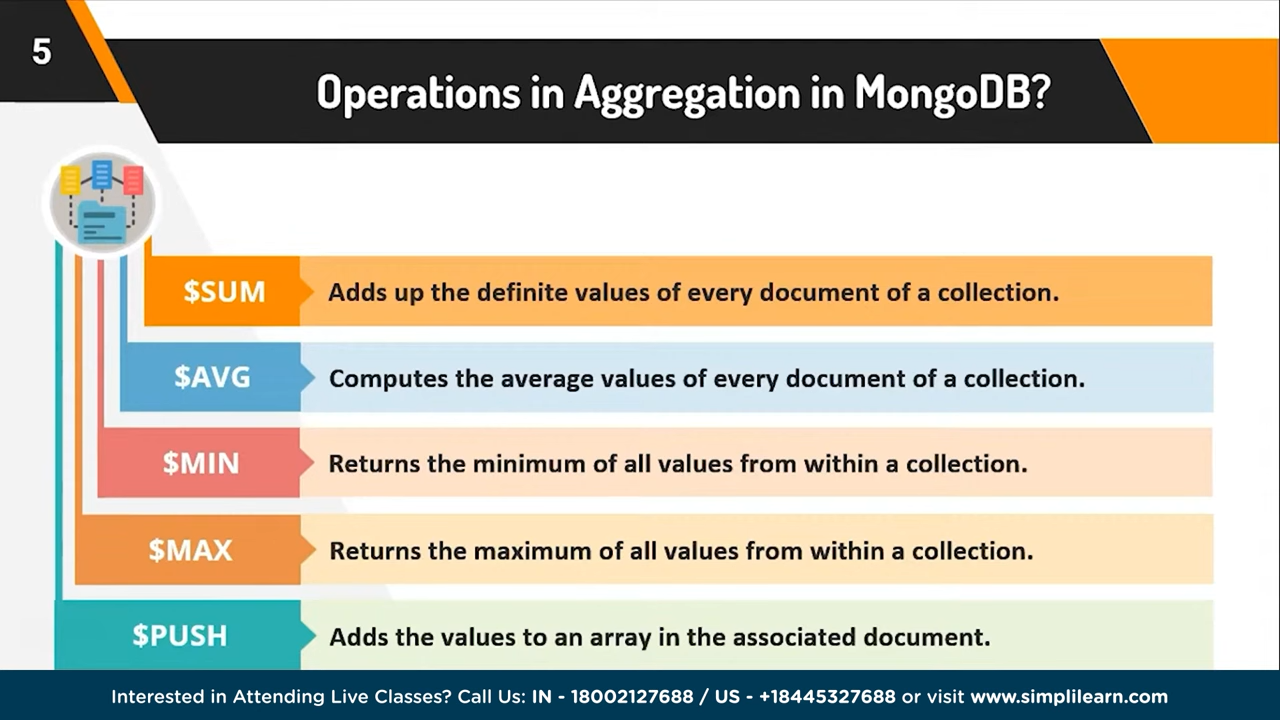 5
Operations in Aggregation in MongoDB?
$SUM
Adds up the definite values of every document of a collection.
$AVG
Computes the average values of every document of a collection.
$MIN
Returns the minimum of all values from within a collection.
$MAX
Returns the maximum of all values from within a collection.
$PUSH
Adds the values to an array in the associated document.
Interested in Attending Live Classes? Call Us: IN - 18002127688 / US - +18445327688 or visit www.simplilearn.com